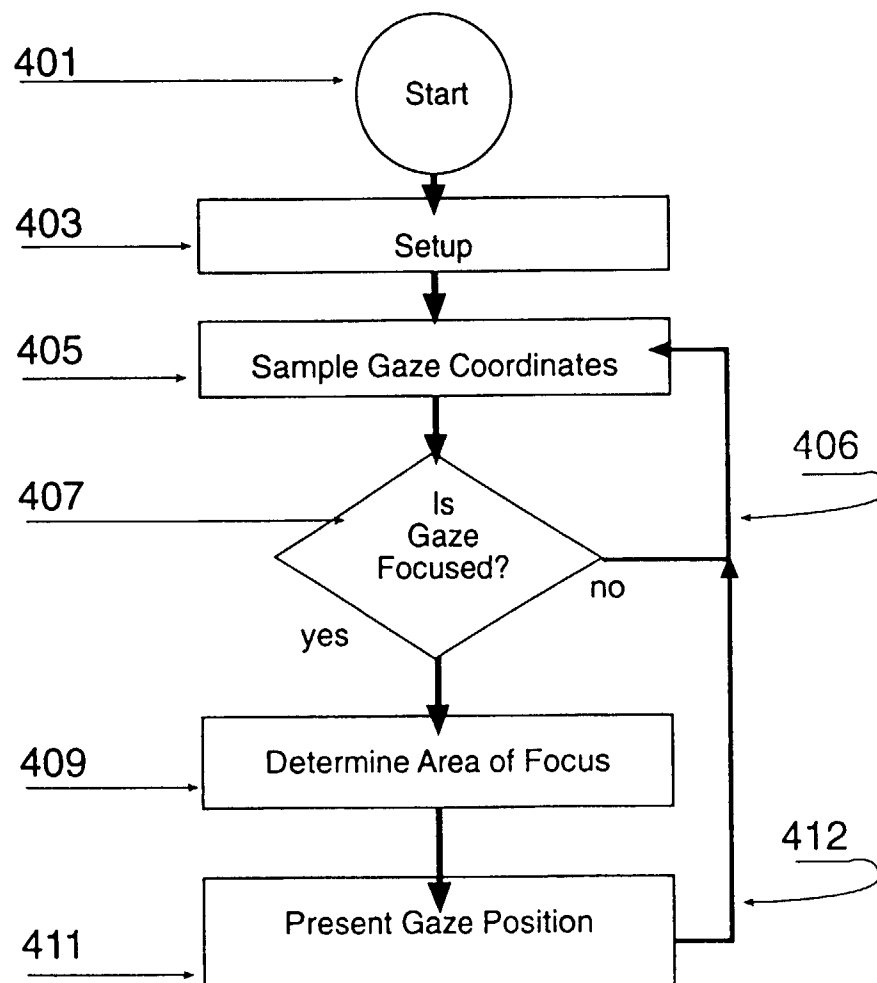 401
Start
403
Setup
405
Sample Gaze Coordinates
406
407
Is
Gaze
Focused?
no
yes
409
Determine Area of Focus
412
Present Gaze Position
411